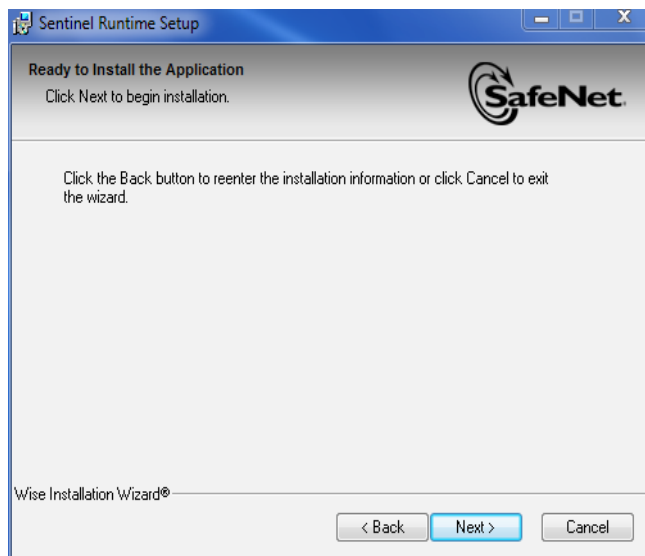 Sentinel Runtime Setup
X
Ready to Install the Application
Click Next to begin installation.
SafeNet.
Click the Back button to reenter the installation information or click Cancel to exit
the wizard.
Wise Installation Wizard®
< Back Next > Cancel